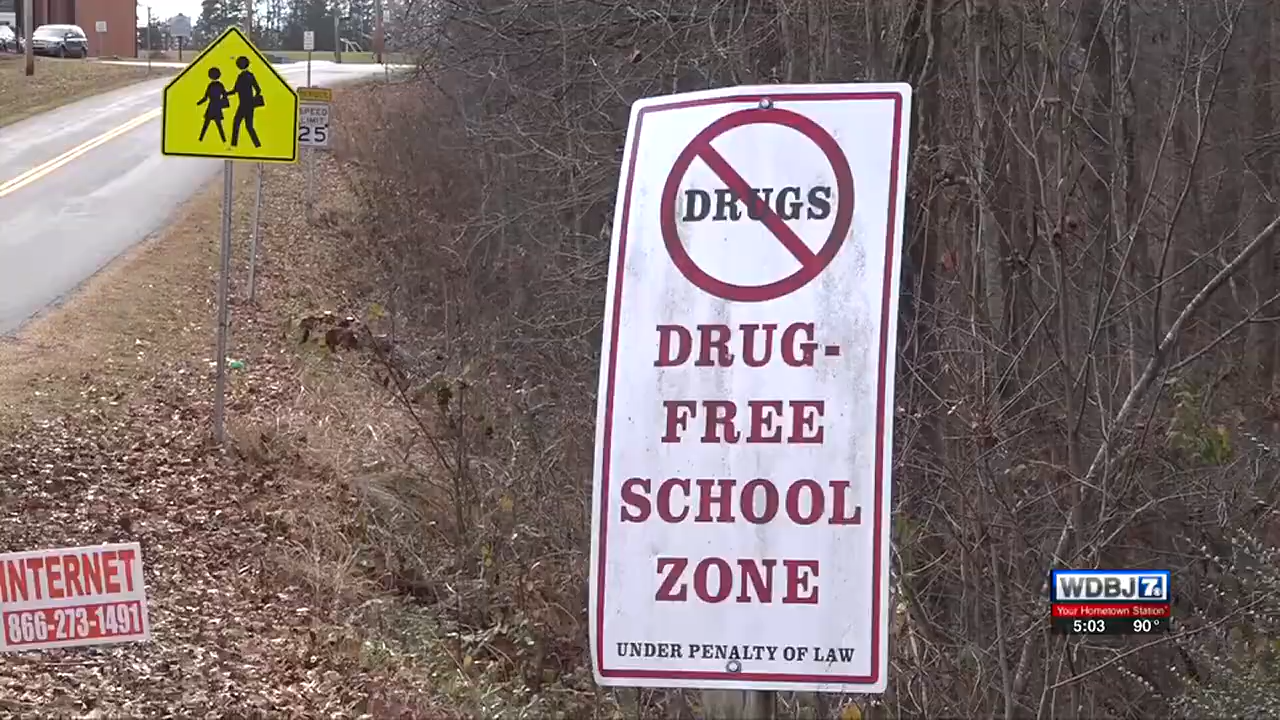 SPEED
LIMIT
25
DRUGS
DRUG-
FREE
SCHOOL
ZONE
UNDER PENALTY OF LAW
INTERNET
866-273-1491
WDBJ7
Your Hometown Station
5:03 90°